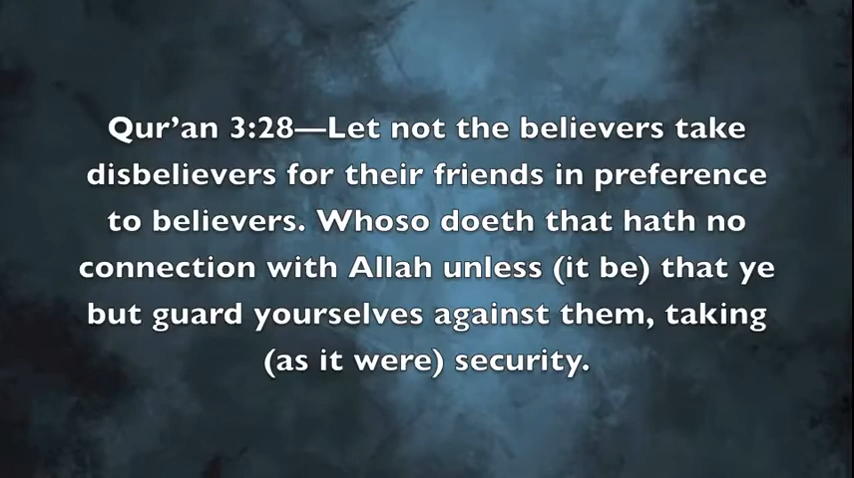 Qur’an 3:28—Let not the believers take
disbelievers for their friends in preference
to believers. Whoso doeth that hath no
connection with Allah unless (it be) that ye
but guard yourselves against them, taking
(as it were) security.